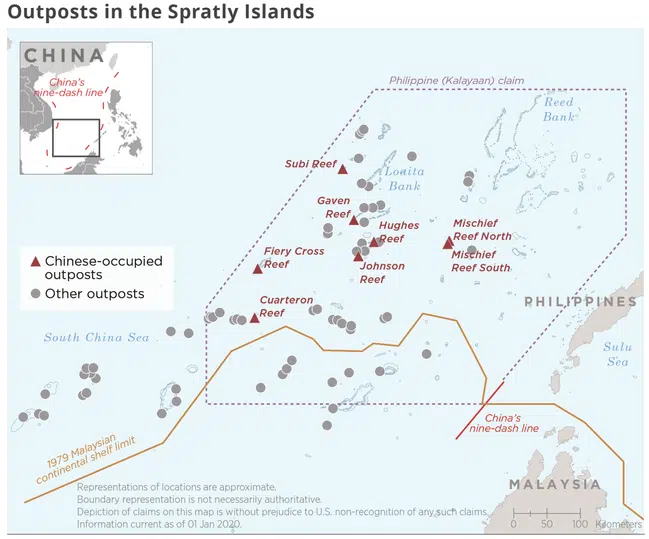 Outposts in the Spratly Islands
CHINA
China's
nine-dash line
Philippine (Kalayaan) claim
Reed
Bank
Subi Reef
Loaita
Bank
Gaven
Reef
Hughes
Reef
Mischief
Reef North
Mischief
Reef South
Fiery Cross
Reef
Johnson
Reef
Chinese-occupied
outposts
Other outposts
Cuarteron
Reef
PHILIPPINES
South China Sea
Sulu
Sea
China's
nine-dash line
1979 Malaysian
continental shelf limit
MALAYSIA
Representations of locations are approximate.
Boundary representation is not necessarily authoritative.
Depiction of claims on this map is without prejudice to U.S. non-recognition of any such claims.
Information current as of 01 Jan 2020.
0 50 100 Kilometers